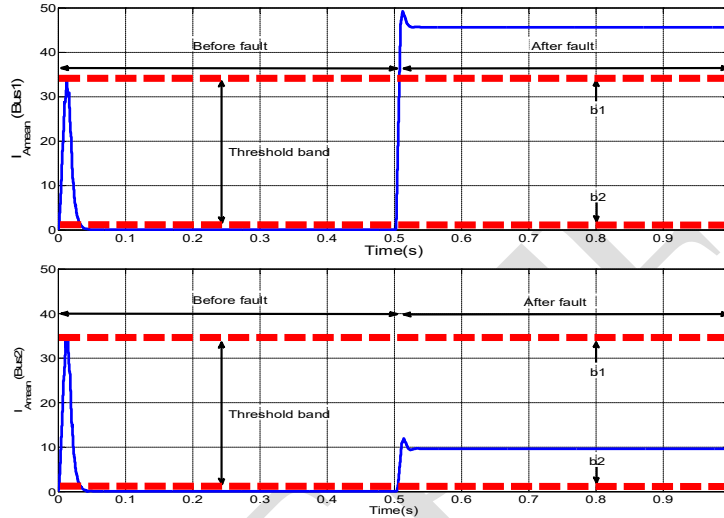 50
40
30
20
10
0
I Amean (Bus1)
Before fault
After fault
b1
Threshold band
b2
0 0.1 0.2 0.3 0.4 0.5 0.6 0.7 0.8 0.9
Time(s)
50
40
30
20
10
0
I Amean (Bus2)
Before fault
After fault
b1
Threshold band
b2
0 0.1 0.2 0.3 0.4 0.5 0.6 0.7 0.8 0.9
Time(s)